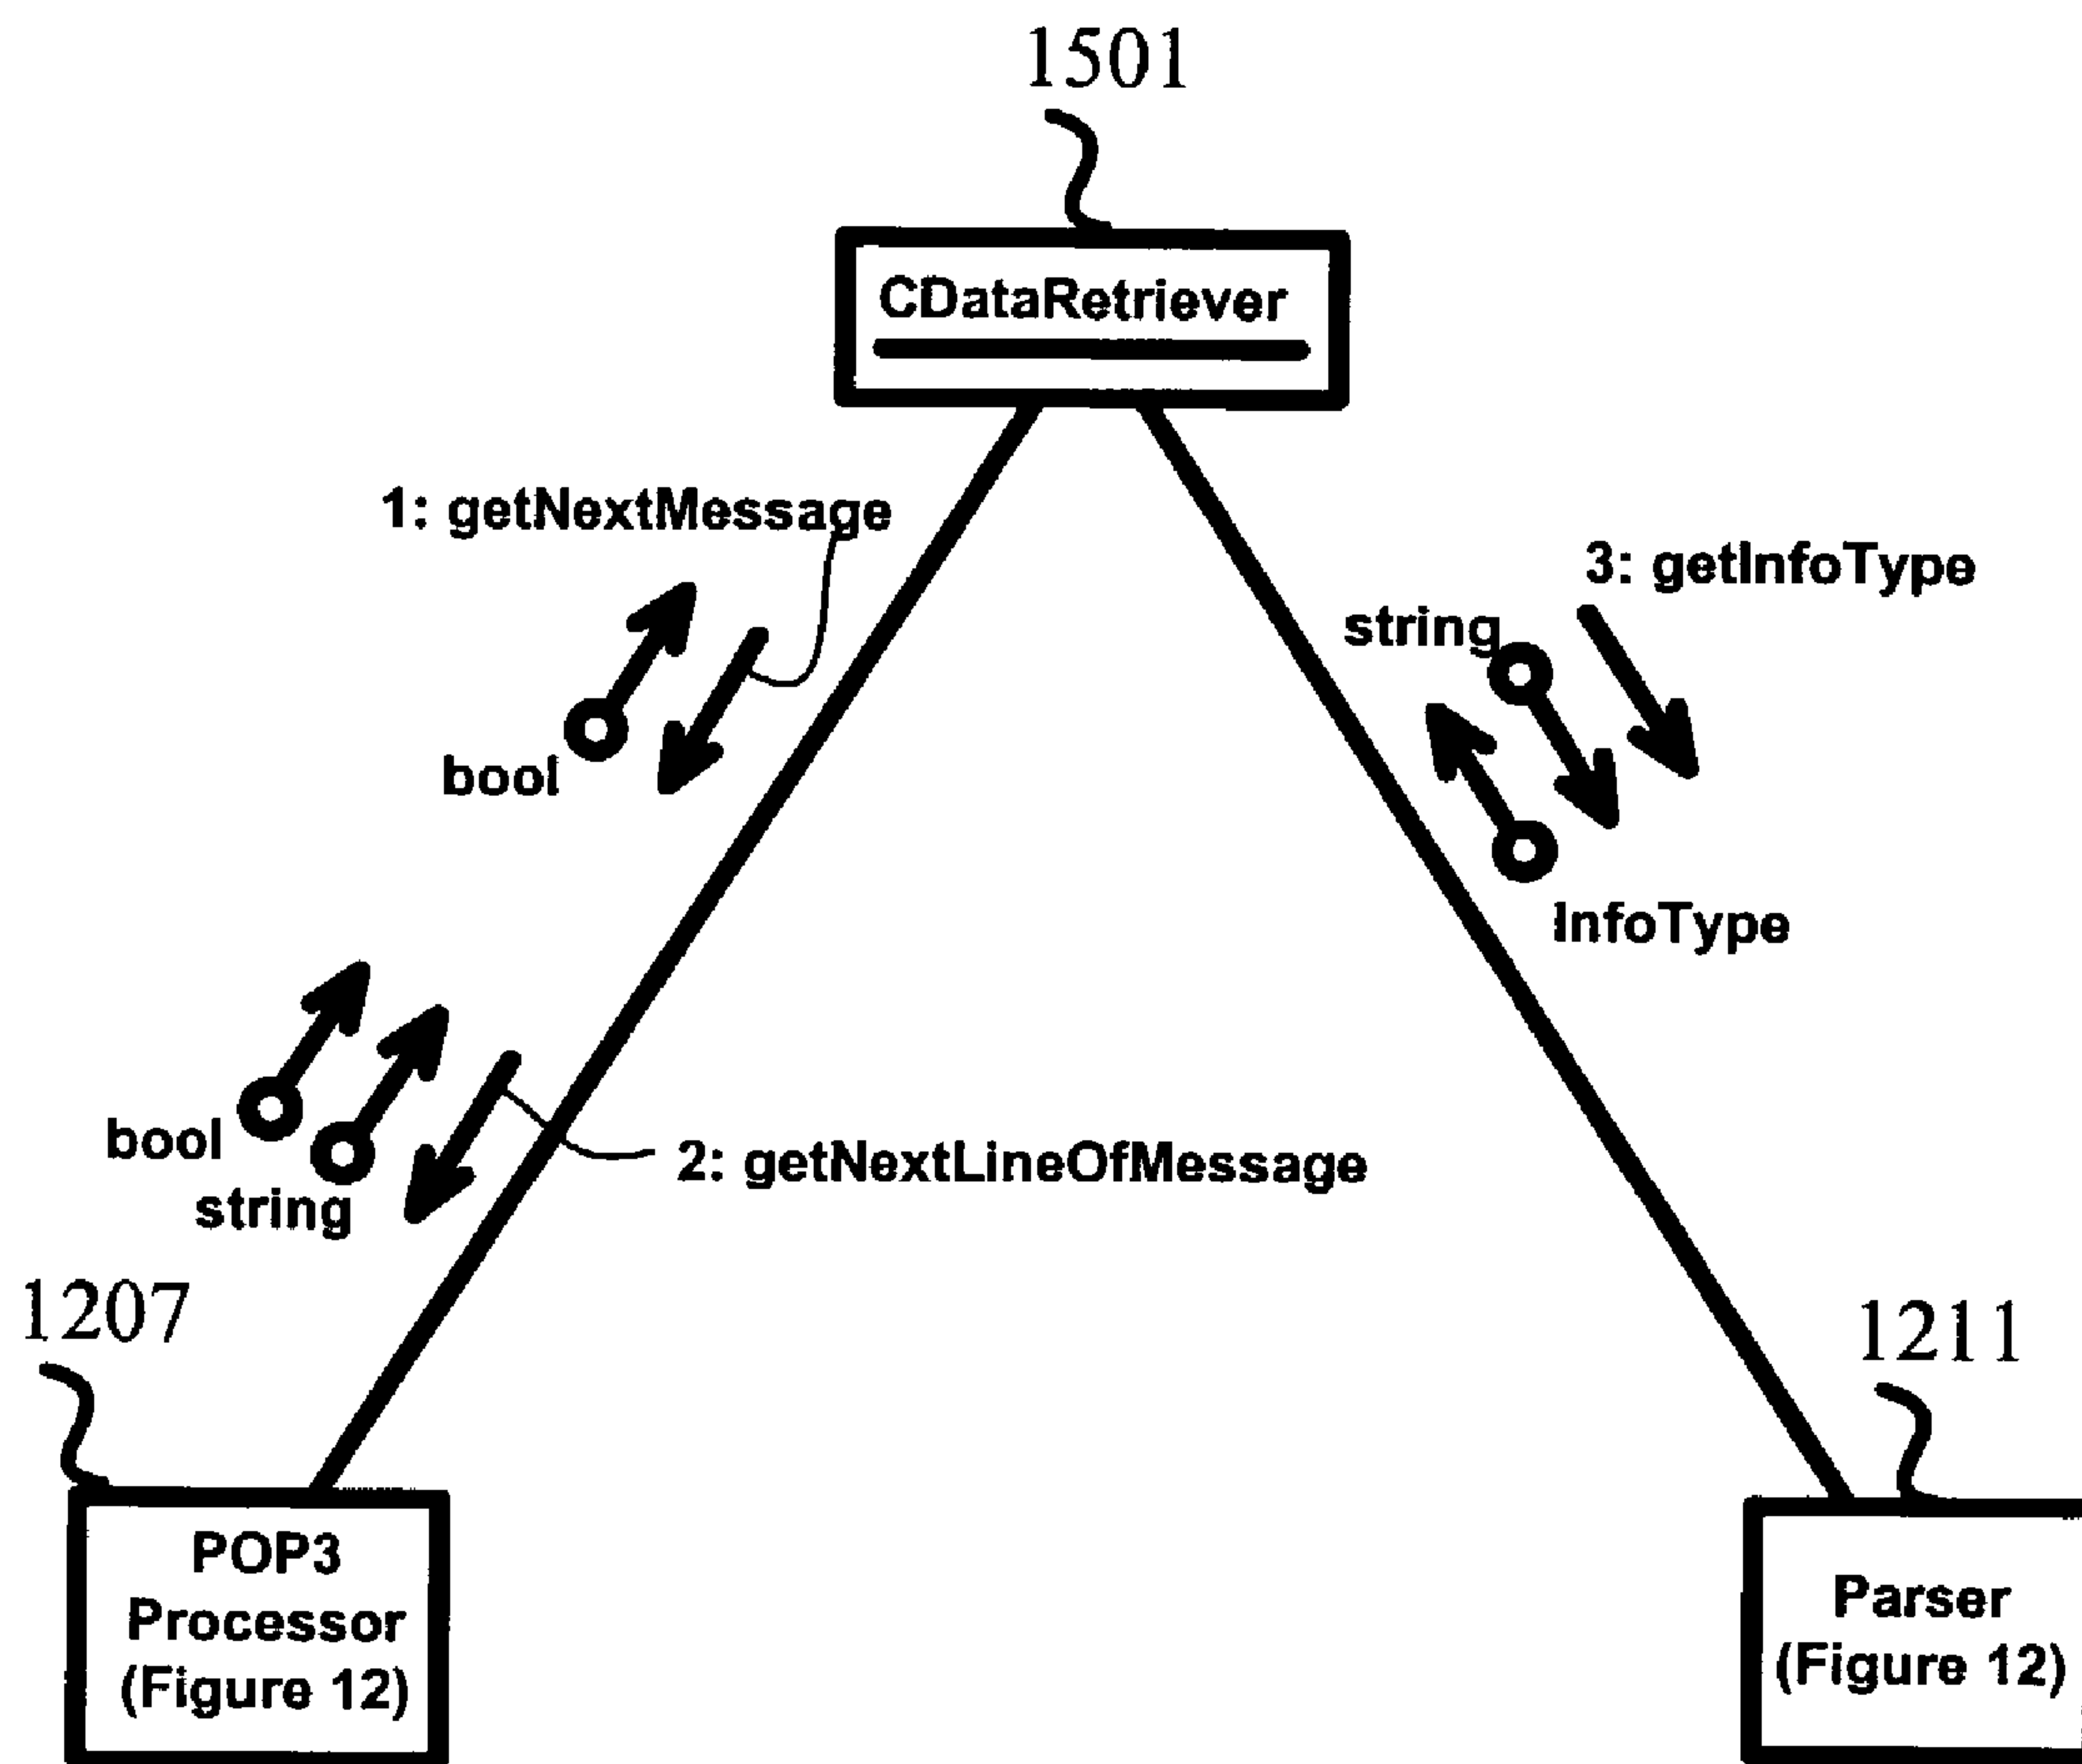 1501
CDataRetriever
1: getNextMessage
3: getInfoType
string
bool
InfoType
bool
string
2: getNextLineOfMessage
1207
1211
POP3
Processor
(Figure 12)
Parser
(Figure 12)